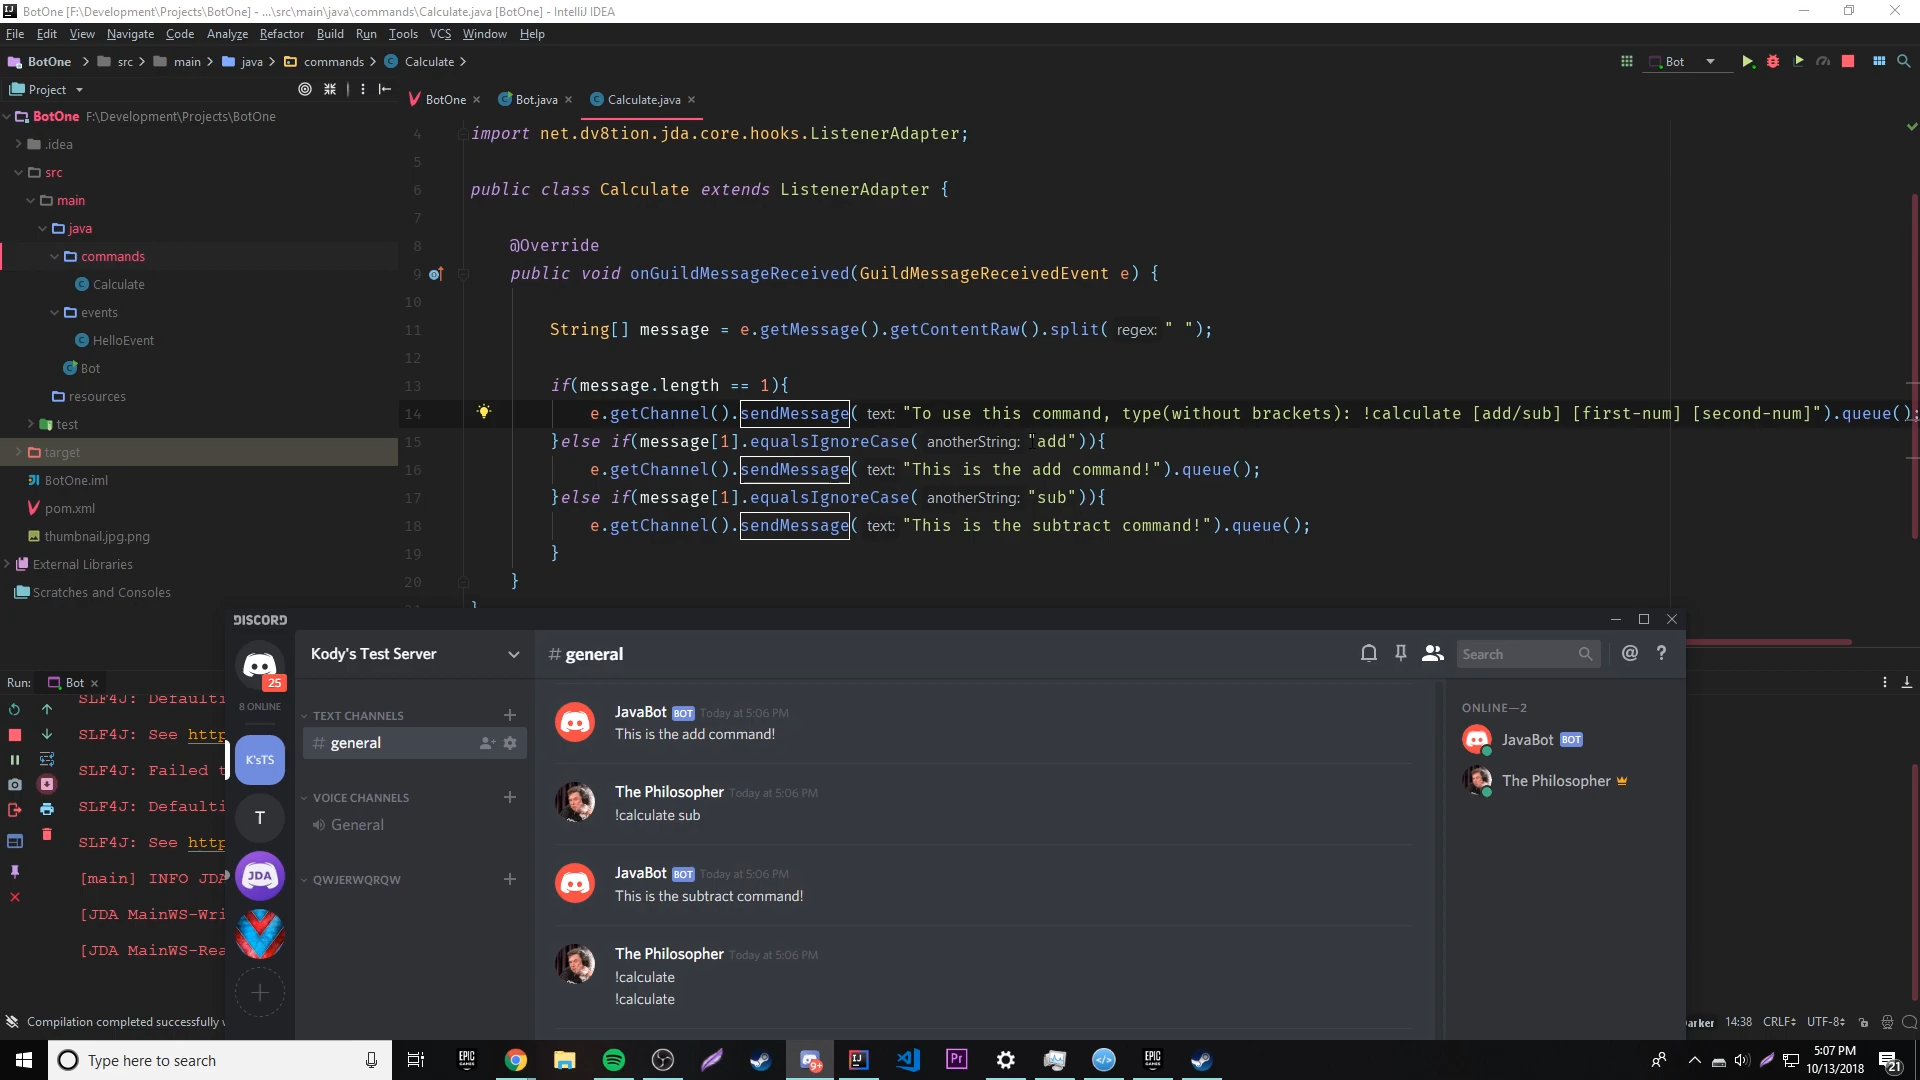 BotOne [F:\Development\Projects\BotOne] - ...\src\main\java\commands\Calculate.java [BotOne] - IntelliJ IDEA
File Edit View Navigate Code Analyze Refactor Build Run Tools VCS Window Help
BotOne src main java commands Calculate
Bot
Project
BotOne Bot.java Calculate.java
BotOne F:\Development\Projects\BotOne
.idea
src
main
java
commands
Calculate
events
HelloEvent
Bot
resources
test
target
BotOne.iml
pom.xml
thumbnail.jpg.png
External Libraries
Scratches and Consoles
4 import net.dv8tion.jda.core.hooks.ListenerAdapter;
5
6 public class Calculate extends ListenerAdapter {
7
8 @Override
9 public void onGuildMessageReceived(GuildMessageReceivedEvent e) {
10
11 String[] message = e.getMessage().getContentRaw().split( regex: " ");
12
13 if(message.length == 1){
14 e.getChannel().sendMessage( text: "To use this command, type(without brackets): !calculate [add/sub] [first-num] [second-num]").queue();
15 }else if(message[1].equalsIgnoreCase( anotherString: "add")){
16 e.getChannel().sendMessage( text: "This is the add command!").queue();
17 }else if(message[1].equalsIgnoreCase( anotherString: "sub")){
18 e.getChannel().sendMessage( text: "This is the subtract command!").queue();
19 }
20 }
Run: Bot
SLF4J: Defaulti
SLF4J: See http
SLF4J: Failed t
SLF4J: Defaulti
SLF4J: See http
[main] INFO JDA
[JDA MainWS-Wri
[JDA MainWS-Rea
Compilation completed successfully
DISCORD
25
8 ONLINE
K'sTS
T
JDA
Kody's Test Server
TEXT CHANNELS
# general
VOICE CHANNELS
General
QWJERWQRQW
# general
Search
@ ?
JavaBot BOT Today at 5:06 PM
This is the add command!
The Philosopher Today at 5:06 PM
!calculate sub
JavaBot BOT Today at 5:06 PM
This is the subtract command!
The Philosopher Today at 5:06 PM
!calculate
!calculate
ONLINE—2
JavaBot BOT
The Philosopher
arker 14:38 CRLF UTF-8
Type here to search
EPIC GAMES
9+
IJ
Pr
EPIC GAMES
5:07 PM
10/13/2018
21